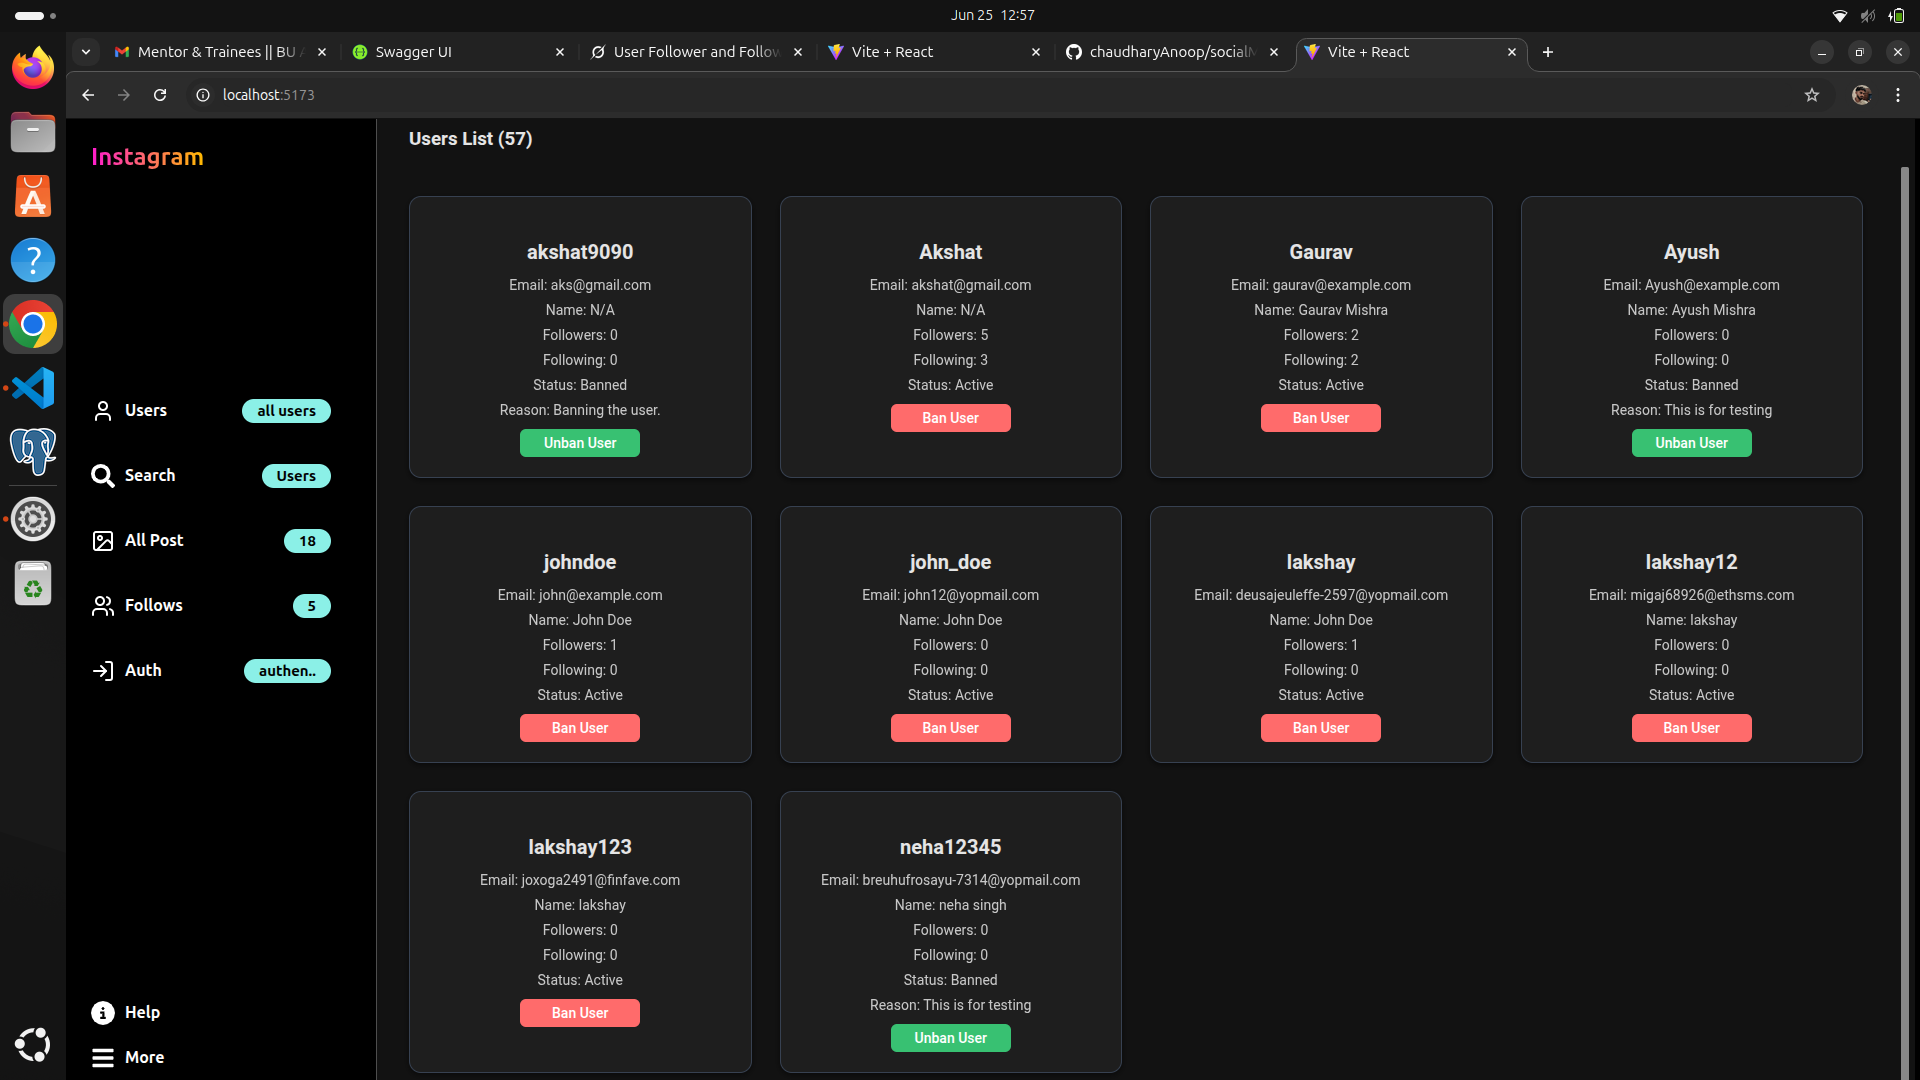 Jun 25 12:57
Mentor & Trainees || BU
Swagger UI
User Follower and Follow
Vite + React
chaudharyAnoop/socialM
Vite + React
localhost:5173
Instagram
Users all users
Search Users
All Post 18
Follows 5
Auth authen..
Help
More
Users List (57)
akshat9090
Email: aks@gmail.com
Name: N/A
Followers: 0
Following: 0
Status: Banned
Reason: Banning the user.
Unban User
Akshat
Email: akshat@gmail.com
Name: N/A
Followers: 5
Following: 3
Status: Active
Ban User
Gaurav
Email: gaurav@example.com
Name: Gaurav Mishra
Followers: 2
Following: 2
Status: Active
Ban User
Ayush
Email: Ayush@example.com
Name: Ayush Mishra
Followers: 0
Following: 0
Status: Banned
Reason: This is for testing
Unban User
johndoe
Email: john@example.com
Name: John Doe
Followers: 1
Following: 0
Status: Active
Ban User
john_doe
Email: john12@yopmail.com
Name: John Doe
Followers: 0
Following: 0
Status: Active
Ban User
lakshay
Email: deusajeuleffe-2597@yopmail.com
Name: John Doe
Followers: 1
Following: 0
Status: Active
Ban User
lakshay12
Email: migaj68926@ethsms.com
Name: lakshay
Followers: 0
Following: 0
Status: Active
Ban User
lakshay123
Email: joxoga2491@finfave.com
Name: lakshay
Followers: 0
Following: 0
Status: Active
Ban User
neha12345
Email: breuhufrosayu-7314@yopmail.com
Name: neha singh
Followers: 0
Following: 0
Status: Banned
Reason: This is for testing
Unban User